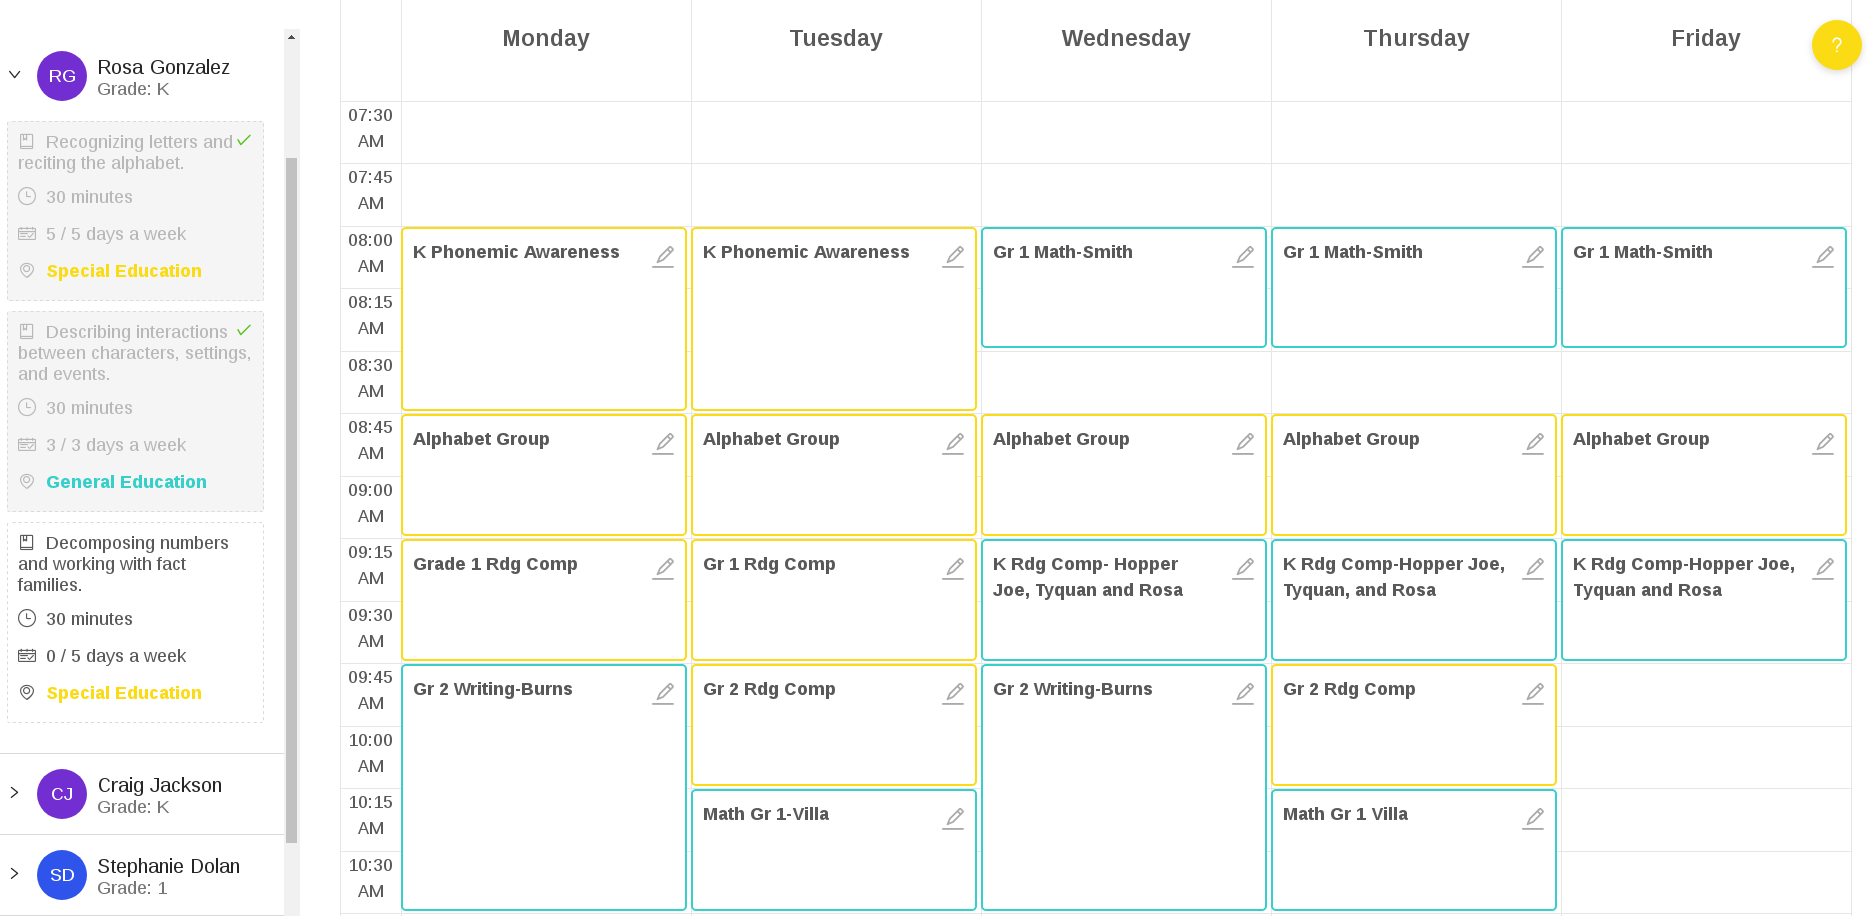 RG
Rosa Gonzalez
Grade: K
Recognizing letters and
reciting the alphabet.
30 minutes
5 / 5 days a week
Special Education
Describing interactions
between characters, settings,
and events.
30 minutes
3 / 3 days a week
General Education
Decomposing numbers
and working with fact
families.
30 minutes
0 / 5 days a week
Special Education
CJ
Craig Jackson
Grade: K
SD
Stephanie Dolan
Grade: 1
Monday
Tuesday
Wednesday
Thursday
Friday
?
07:30
AM
07:45
AM
08:00
AM
08:15
AM
08:30
AM
08:45
AM
09:00
AM
09:15
AM
09:30
AM
09:45
AM
10:00
AM
10:15
AM
10:30
AM
K Phonemic Awareness
Alphabet Group
Grade 1 Rdg Comp
Gr 2 Writing-Burns
K Phonemic Awareness
Alphabet Group
Gr 1 Rdg Comp
Gr 2 Rdg Comp
Math Gr 1-Villa
Gr 1 Math-Smith
Alphabet Group
K Rdg Comp- Hopper
Joe, Tyquan and Rosa
Gr 2 Writing-Burns
Gr 1 Math-Smith
Alphabet Group
K Rdg Comp-Hopper Joe,
Tyquan, and Rosa
Gr 2 Rdg Comp
Math Gr 1 Villa
Gr 1 Math-Smith
Alphabet Group
K Rdg Comp-Hopper Joe,
Tyquan and Rosa